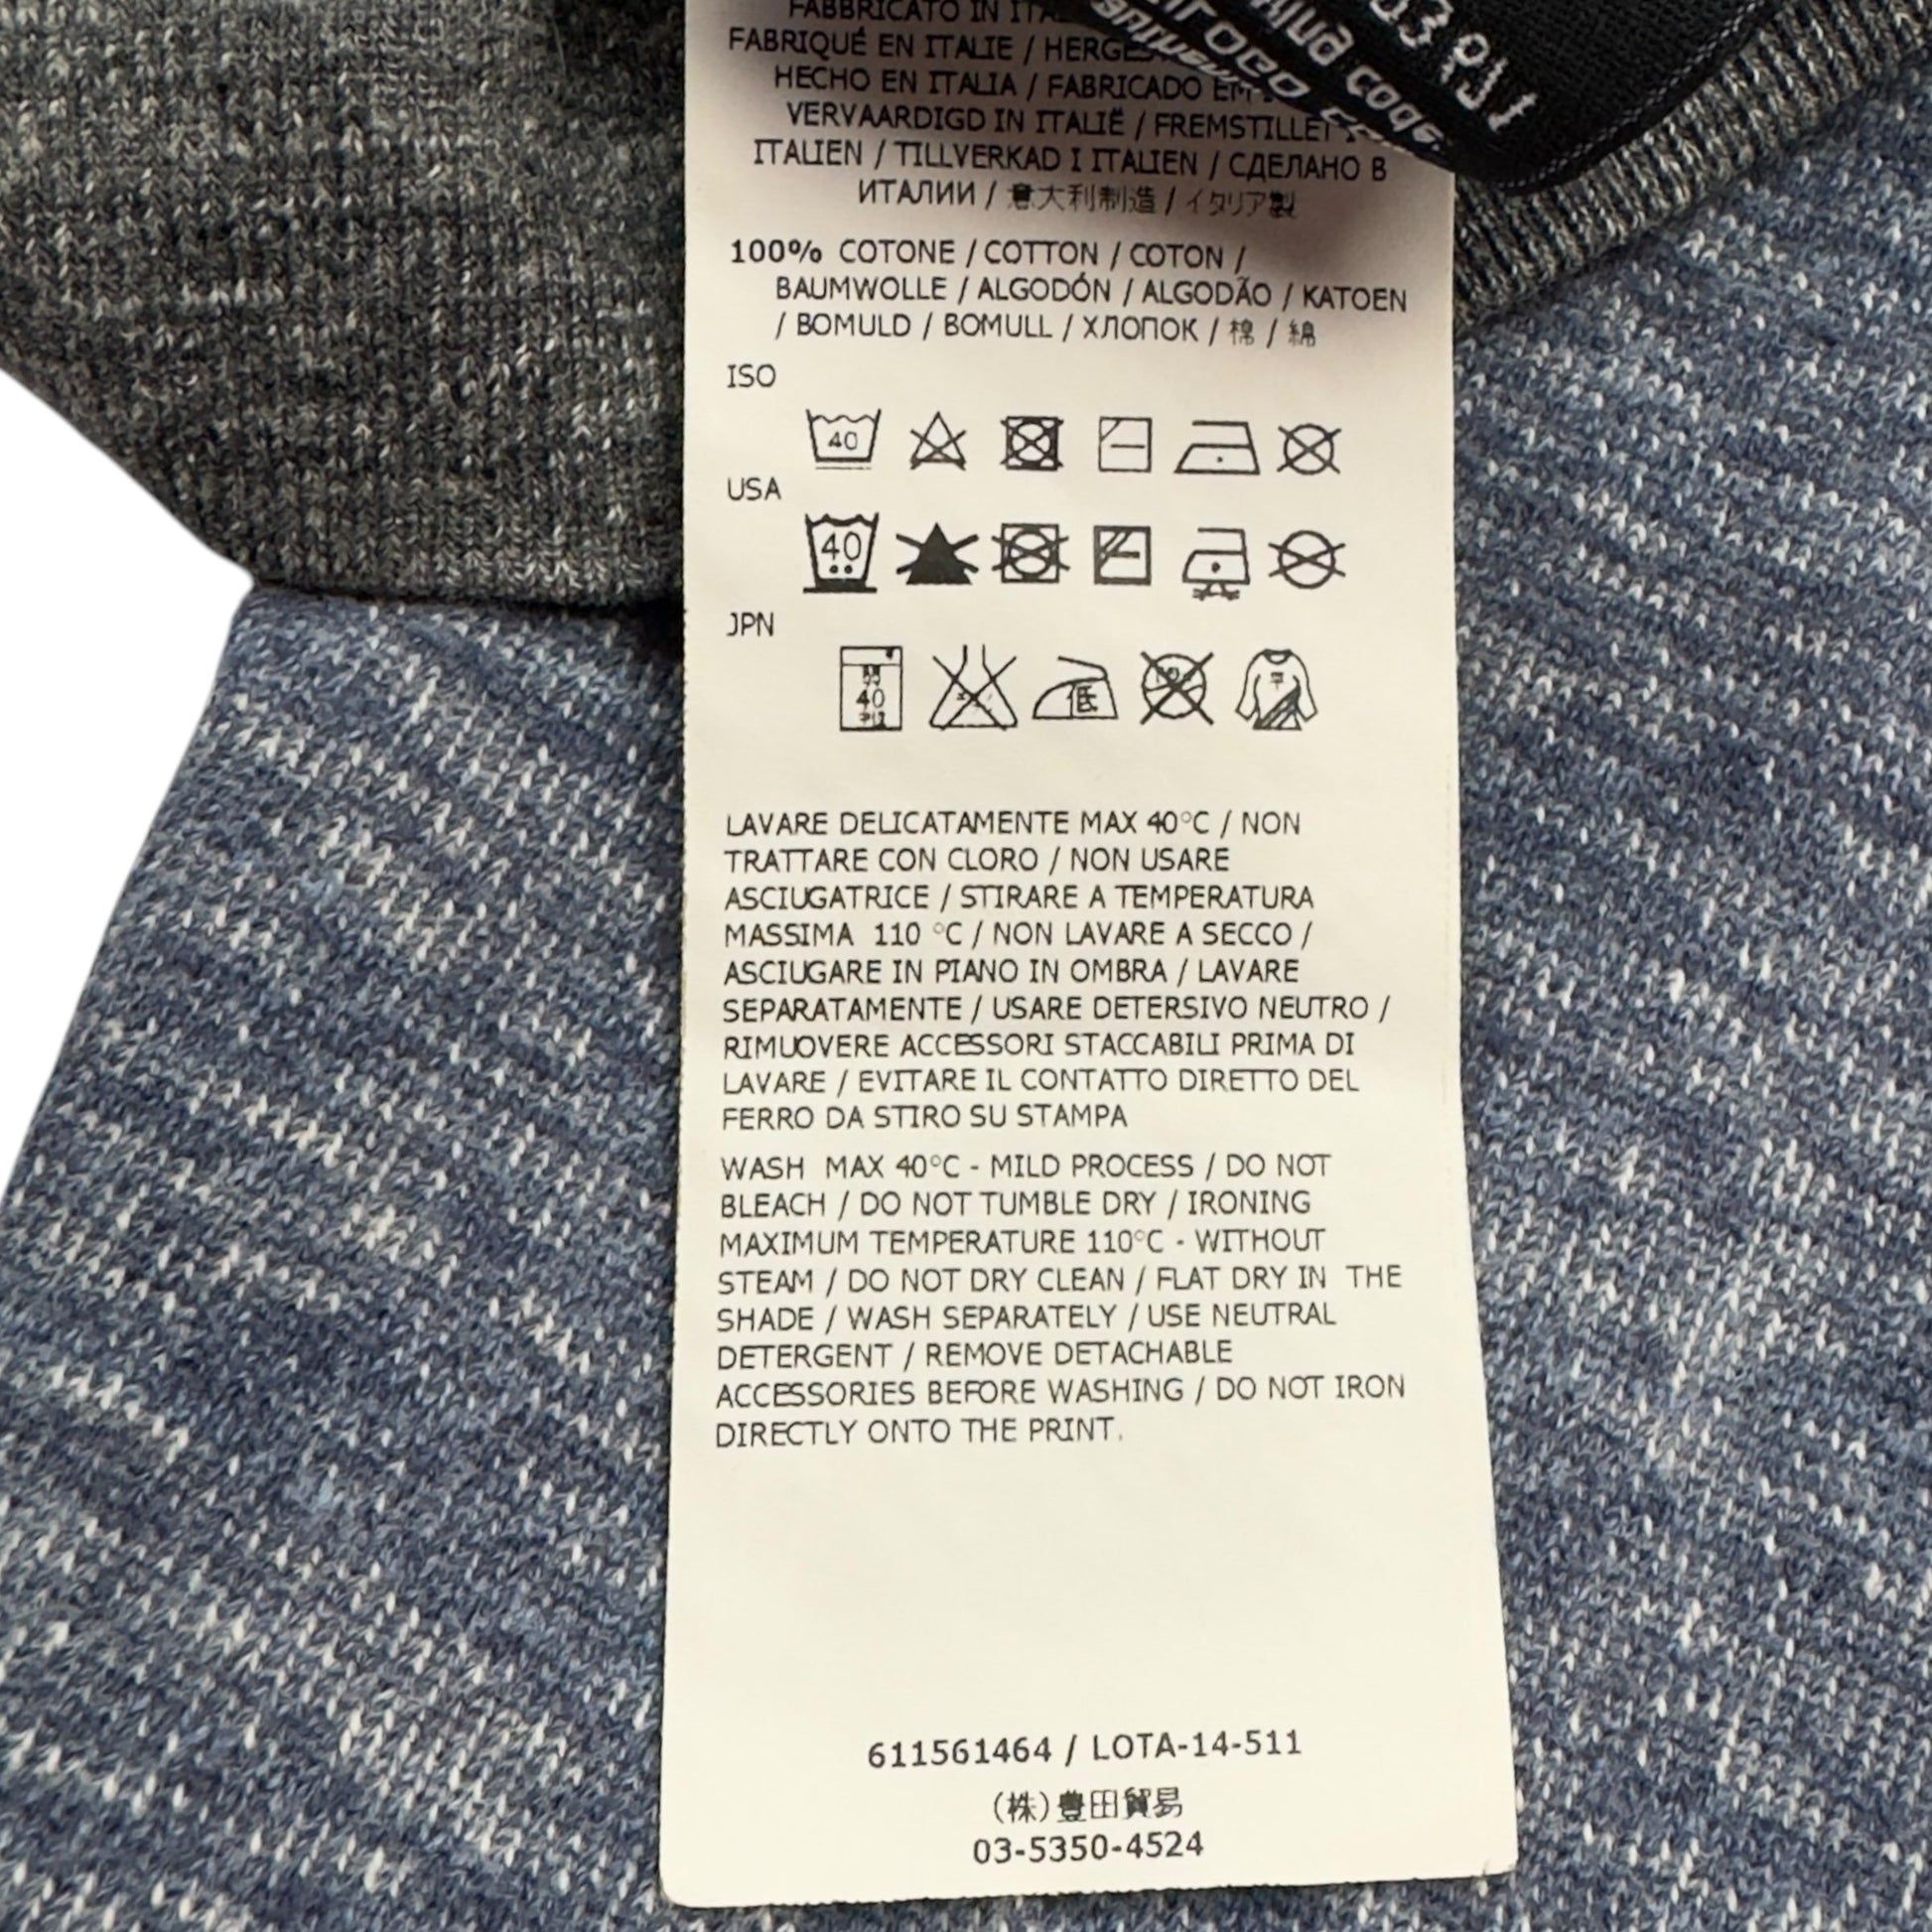 FABBRICATO IN
FABRIQUÉ EN ITALIE /
HECHO EN ITALIA / FABRICADO EM
VERVAARDIGD IN ITALIË / FREMSTILLET
ITALIEN / TILLVERKAD I ITALIEN / СДЕЛАНО В
ИТАЛИИ / 意大利制造 / イタリア製
100% COTONE / COTTON / COTON /
BAUMWOLLE / ALGODÓN / ALGODÃO / KATOEN
/ BOMULD / BOMULL / ХЛОПОК / 棉 / 綿
ISO
40
USA
40
JPN
40
低
LAVARE DELICATAMENTE MAX 40°C / NON
TRATTARE CON CLORO / NON USARE
ASCIUGATRICE / STIRARE A TEMPERATURA
MASSIMA 110 °C / NON LAVARE A SECCO /
ASCIUGARE IN PIANO IN OMBRA / LAVARE
SEPARATAMENTE / USARE DETERSIVO NEUTRO /
RIMUOVERE ACCESSORI STACCABILI PRIMA DI
LAVARE / EVITARE IL CONTATTO DIRETTO DEL
FERRO DA STIRO SU STAMPA
WASH MAX 40°C - MILD PROCESS / DO NOT
BLEACH / DO NOT TUMBLE DRY / IRONING
MAXIMUM TEMPERATURE 110°C - WITHOUT
STEAM / DO NOT DRY CLEAN / FLAT DRY IN THE
SHADE / WASH SEPARATELY / USE NEUTRAL
DETERGENT / REMOVE DETACHABLE
ACCESSORIES BEFORE WASHING / DO NOT IRON
DIRECTLY ONTO THE PRINT.
611561464 / LOTA-14-511
(株)豊田貿易
03-5350-4524